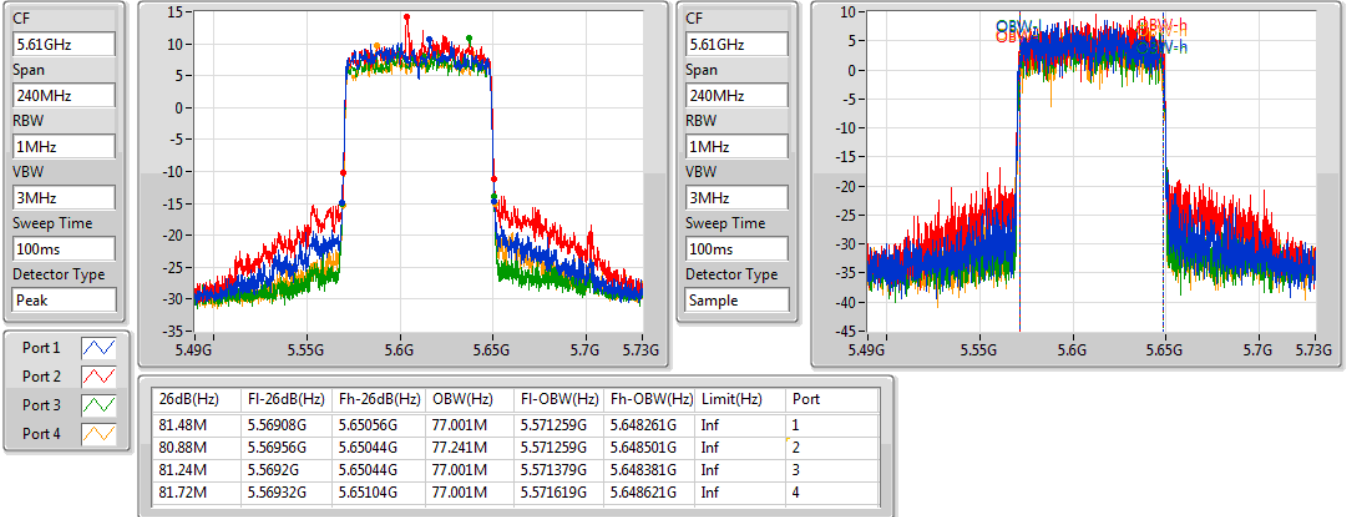 CF
5.61GHz
Span
240MHz
RBW
1MHz
VBW
3MHz
Sweep Time
100ms
Detector Type
Peak
15
10
5
0
-5
-10
-15
-20
-25
-30
-35
5.49G 5.55G 5.6G 5.65G 5.7G 5.73G
CF
5.61GHz
Span
240MHz
RBW
1MHz
VBW
3MHz
Sweep Time
100ms
Detector Type
Sample
10
5
0
-5
-10
-15
-20
-25
-30
-35
-40
-45
OBW-h
OBW-h
5.49G 5.55G 5.6G 5.65G 5.7G 5.73G
Port 1
Port 2
Port 3
Port 4
26dB(Hz) Fl-26dB(Hz) Fh-26dB(Hz) OBW(Hz) Fl-OBW(Hz) Fh-OBW(Hz) Limit(Hz) Port
81.48M 5.56908G 5.65056G 77.001M 5.571259G 5.648261G Inf 1
80.88M 5.56956G 5.65044G 77.241M 5.571259G 5.648501G Inf 2
81.24M 5.5692G 5.65044G 77.001M 5.571379G 5.648381G Inf 3
81.72M 5.56932G 5.65104G 77.001M 5.571619G 5.648621G Inf 4